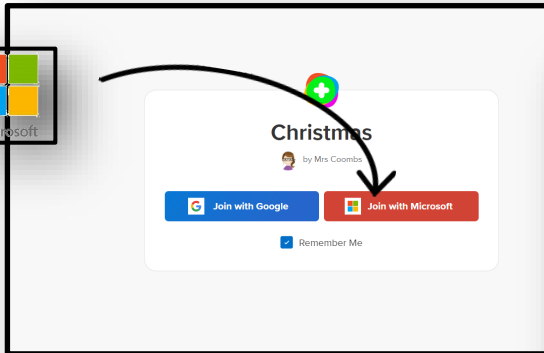 rosoft
Christmas
by Mrs Coombs
Join with Google
Join with Microsoft
Remember Me